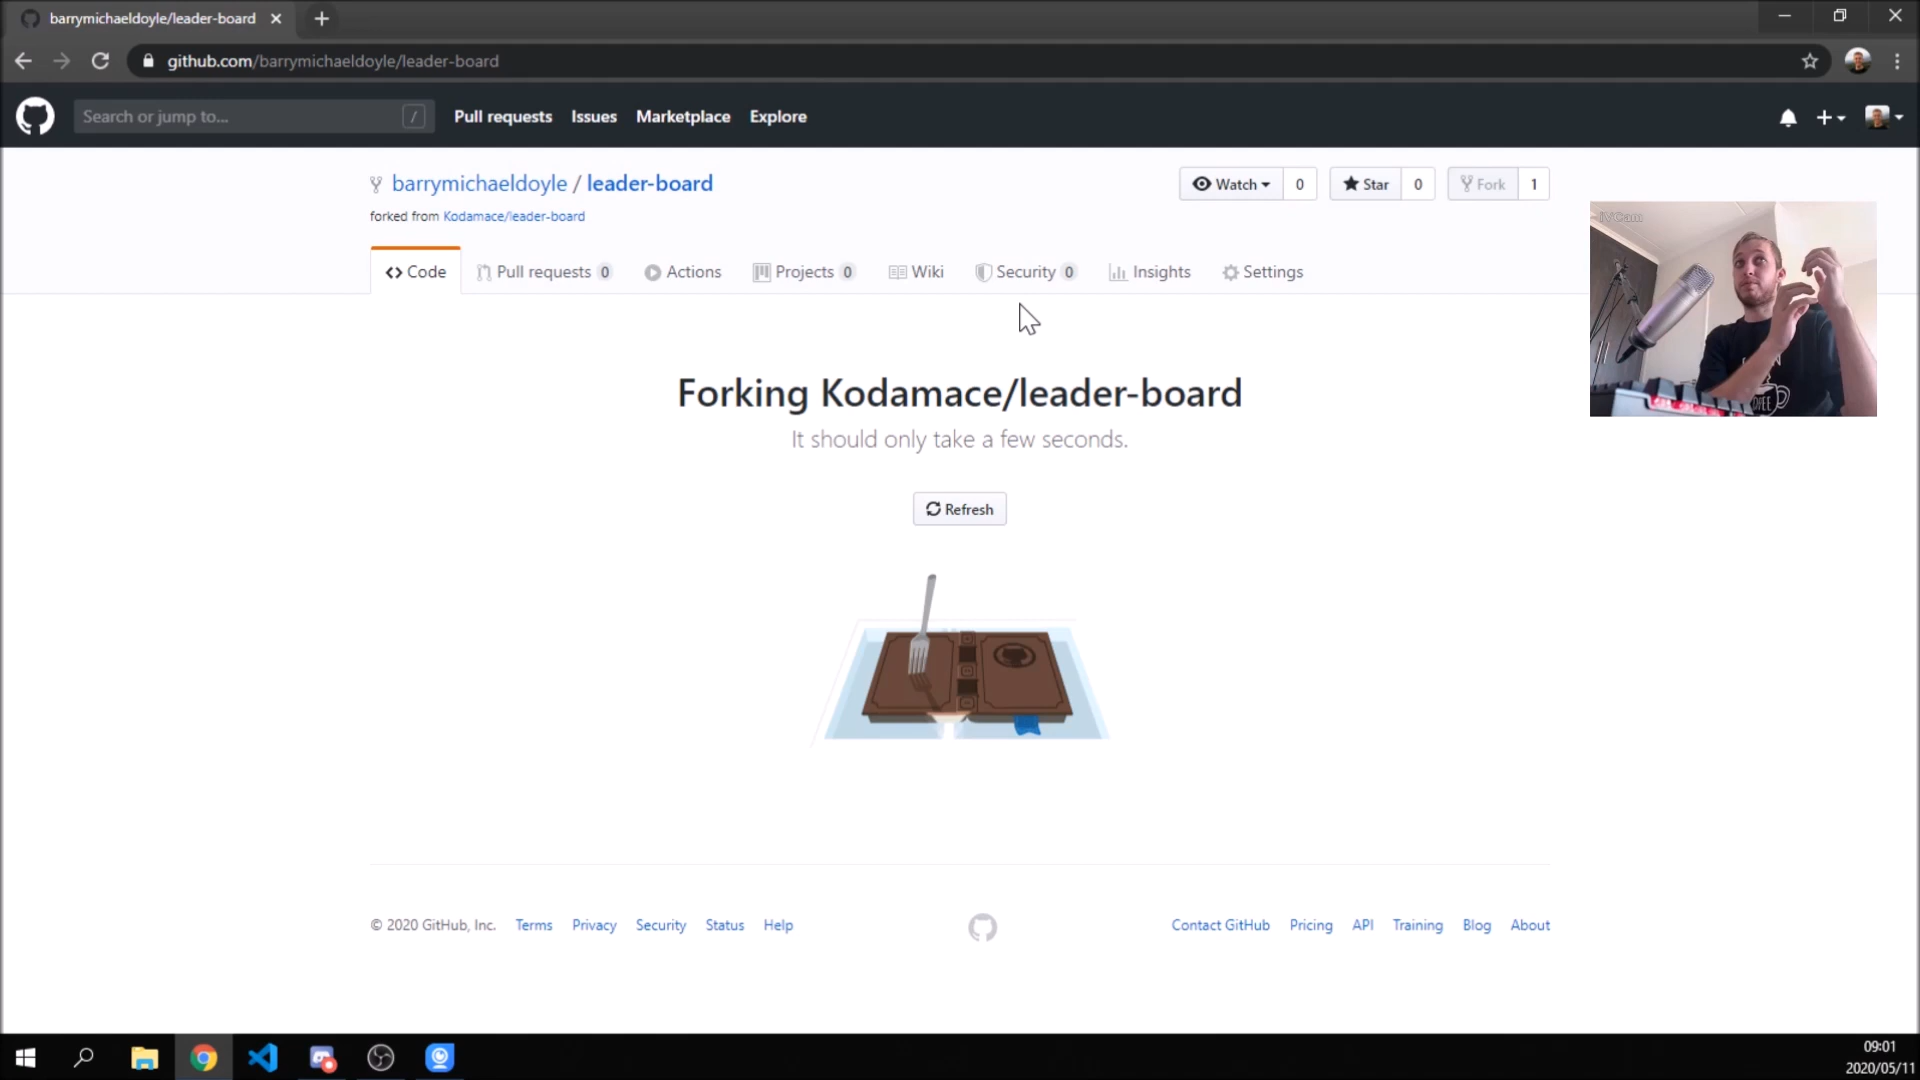 barrymichaeldoyle/leader-board
github.com/barrymichaeldoyle/leader-board
Search or jump to...
/
Pull requests
Issues
Marketplace
Explore
barrymichaeldoyle / leader-board
Watch 0
Star 0
Fork 1
forked from Kodamace/leader-board
iVCam
Code
Pull requests 0
Actions
Projects 0
Wiki
Security 0
Insights
Settings
Forking Kodamace/leader-board
It should only take a few seconds.
Refresh
© 2020 GitHub, Inc.
Terms
Privacy
Security
Status
Help
Contact GitHub
Pricing
API
Training
Blog
About
09:01
2020/05/11